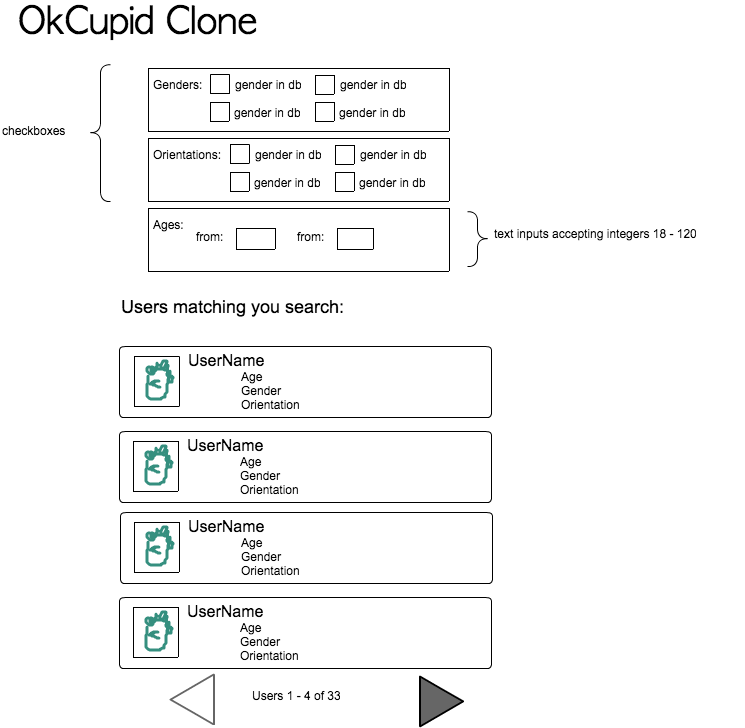 OkCupid Clone
Genders: gender in db gender in db
gender in db gender in db
checkboxes
Orientations: gender in db gender in db
gender in db gender in db
Ages:
from: from:
text inputs accepting integers 18 - 120
Users matching you search:
UserName
Age
Gender
Orientation
UserName
Age
Gender
Orientation
UserName
Age
Gender
Orientation
UserName
Age
Gender
Orientation
Users 1 - 4 of 33